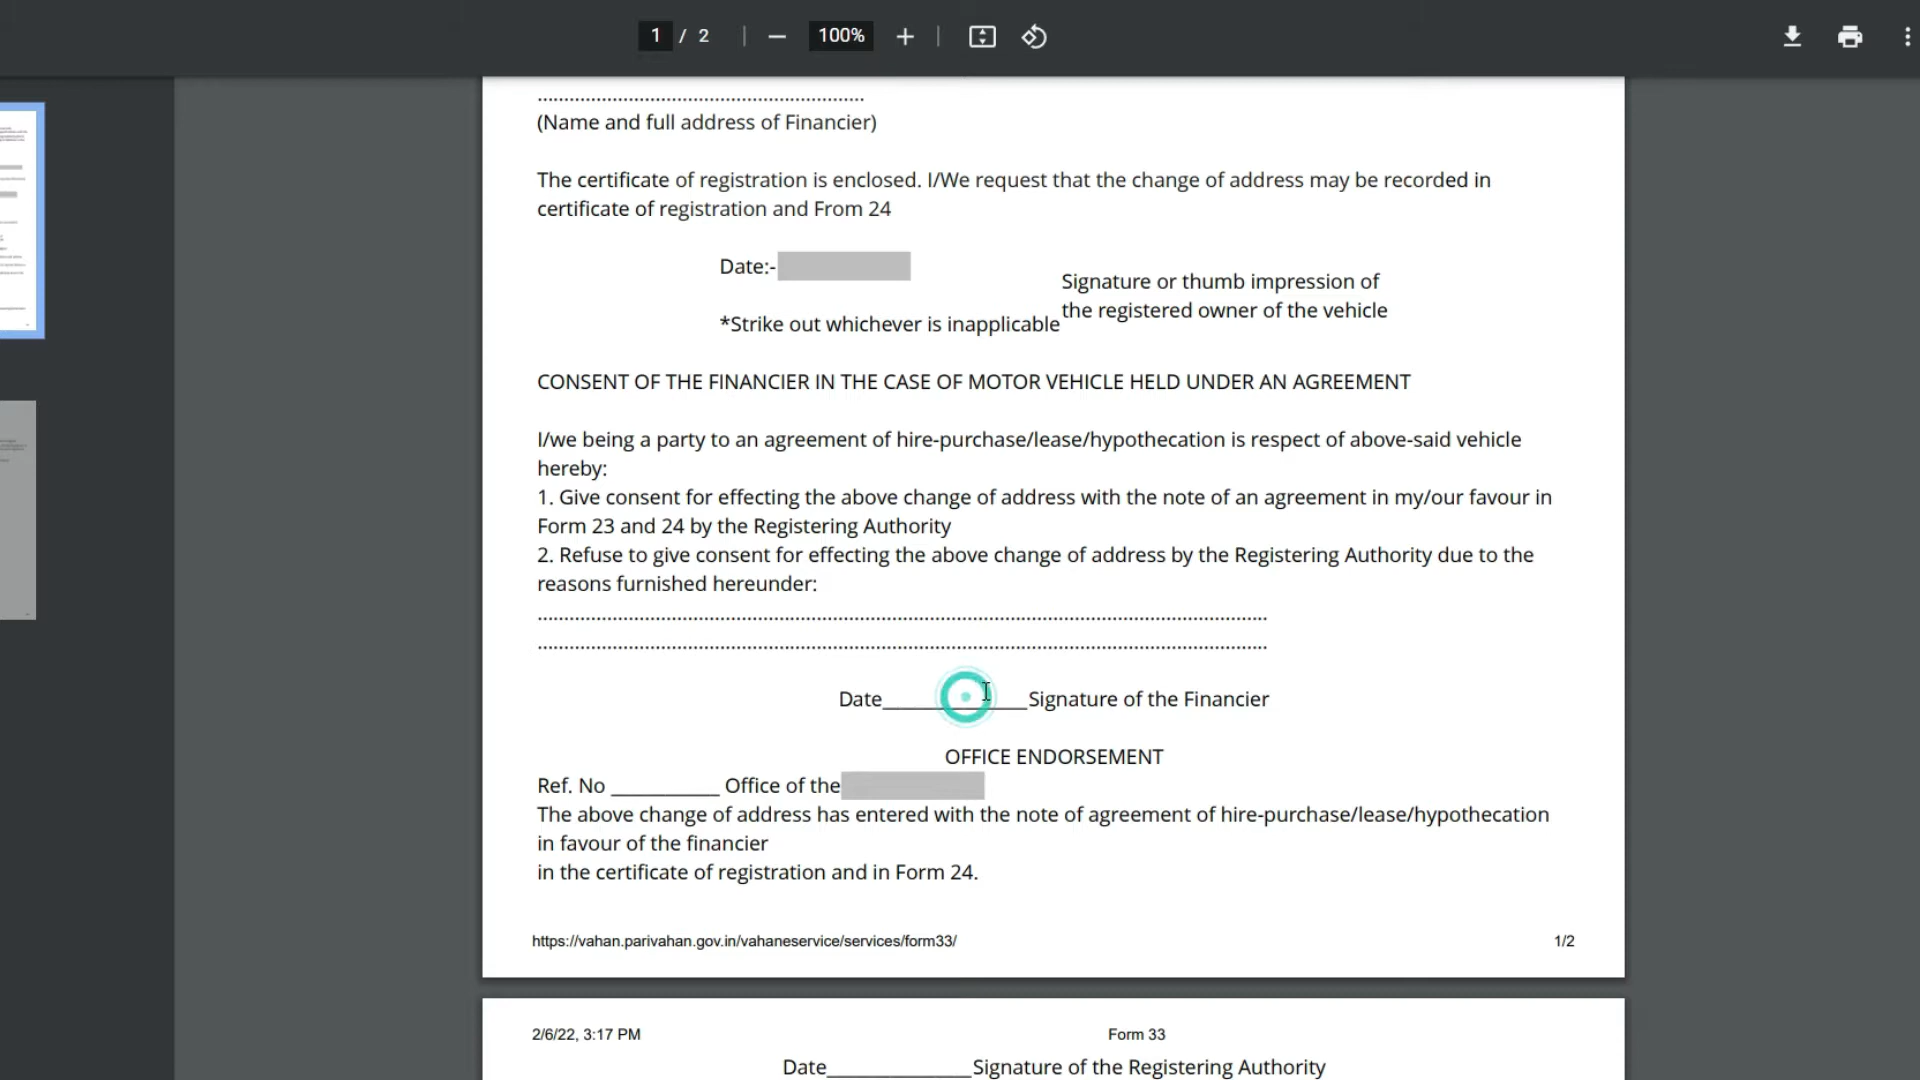 1 / 2 100%
(Name and full address of Financier)
The certificate of registration is enclosed. I/We request that the change of address may be recorded in
certificate of registration and From 24
Date:-
Signature or thumb impression of
the registered owner of the vehicle
*Strike out whichever is inapplicable
CONSENT OF THE FINANCIER IN THE CASE OF MOTOR VEHICLE HELD UNDER AN AGREEMENT
I/we being a party to an agreement of hire-purchase/lease/hypothecation is respect of above-said vehicle
hereby:
1. Give consent for effecting the above change of address with the note of an agreement in my/our favour in
Form 23 and 24 by the Registering Authority
2. Refuse to give consent for effecting the above change of address by the Registering Authority due to the
reasons furnished hereunder:
Date_____________Signature of the Financier
OFFICE ENDORSEMENT
Ref. No __________ Office of the
The above change of address has entered with the note of agreement of hire-purchase/lease/hypothecation
in favour of the financier
in the certificate of registration and in Form 24.
https://vahan.parivahan.gov.in/vahaneservice/services/form33/ 1/2
2/6/22, 3:17 PM Form 33
Date_____________Signature of the Registering Authority